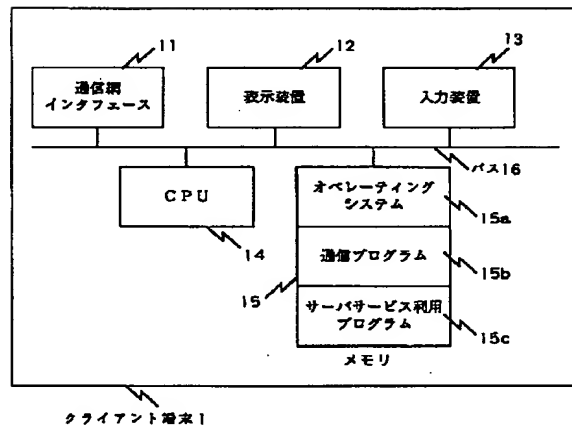 11
12
13
通信網
インタフェース
表示装置
入力装置
バス16
CPU
14
オペレーティング
システム
15a
通信プログラム
15b
15
サーバサービス利用
プログラム
15c
メモリ
クライアント端末1